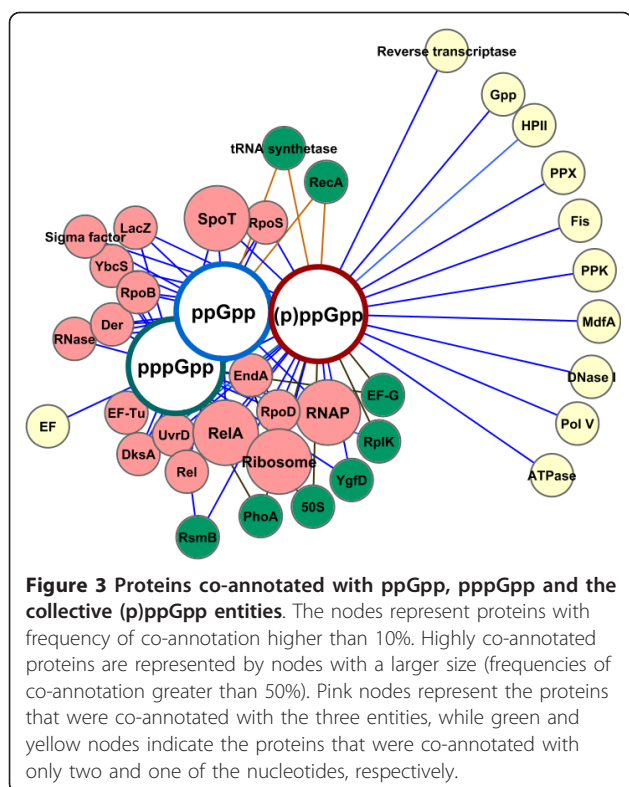 Reverse transcriptase
Gpp
HPII
tRNA synthetase
PPX
RecA
SpoT
RpoS
LacZ
Fis
Sigma factor
YbcS
PPK
RpoB
ppGpp
(p)ppGpp
MdfA
Der
RNase
pppGpp
EndA
DNase I
EF-G
EF-Tu
RpoD
RNAP
Pol V
EF
UvrD
RelA
RplK
DksA
Rel
Ribosome
ATPase
YgfD
PhoA
50S
RsmB
Figure 3 Proteins co-annotated with ppGpp, pppGpp and the
collective (p)ppGpp entities. The nodes represent proteins with
frequency of co-annotation higher than 10%. Highly co-annotated
proteins are represented by nodes with a larger size (frequencies of
co-annotation greater than 50%). Pink nodes represent the proteins
that were co-annotated with the three entities, while green and
yellow nodes indicate the proteins that were co-annotated with
only two and one of the nucleotides, respectively.